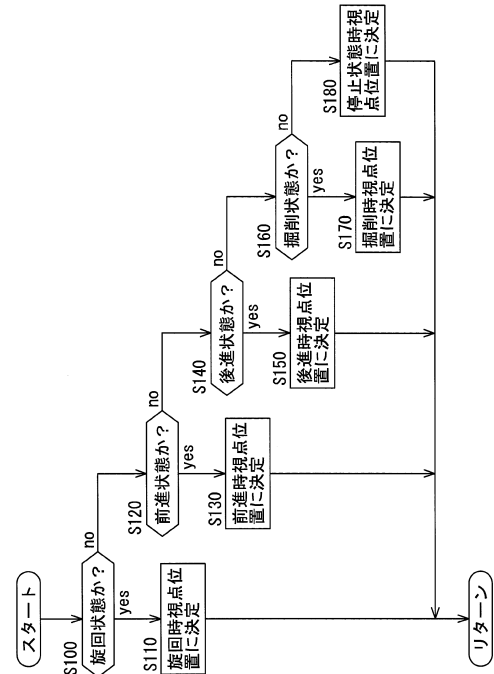 スタート
S100
旋回状態か?
no
yes
S110
旋回時視点位
置に決定
S120
前進状態か?
no
yes
S130
前進時視点位
置に決定
S140
後進状態か?
no
yes
S150
後進時視点位
置に決定
S160
掘削状態か?
no
yes
S170
掘削時視点位
置に決定
S180
停止状態時視
点位置に決定
リターン